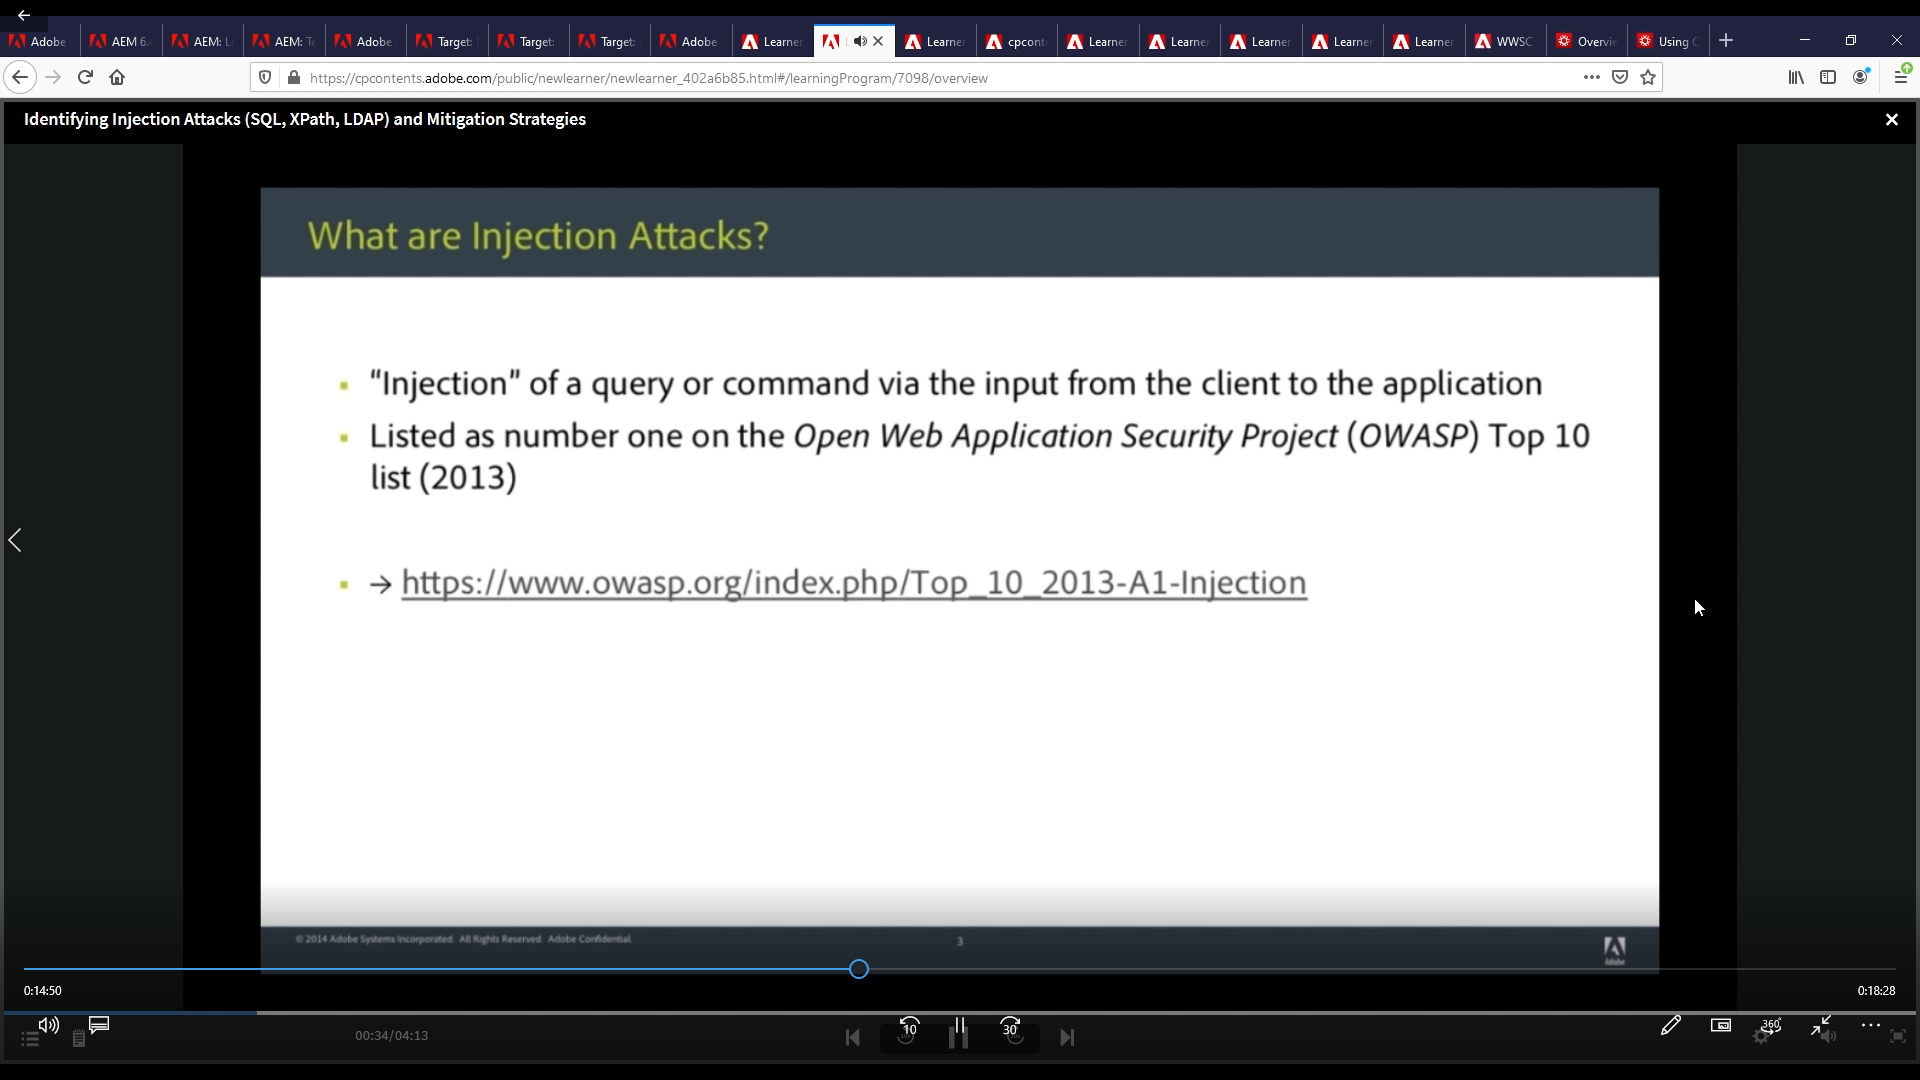 Adobe
AEM 6.
AEM: L
AEM: Te
Adobe
Target:
Target:
Target:
Adobe
Learner
Learner
cpcont
Learner
Learner
Learner
Learner
Learner
WWSC
Overvie
Using C
https://cpcontents.adobe.com/public/newlearner/newlearner_402a6b85.html#/learningProgram/7098/overview
Identifying Injection Attacks (SQL, XPath, LDAP) and Mitigation Strategies
What are Injection Attacks?
▪ “Injection” of a query or command via the input from the client to the application
▪ Listed as number one on the Open Web Application Security Project (OWASP) Top 10
list (2013)
▪ → https://www.owasp.org/index.php/Top_10_2013-A1-Injection
© 2014 Adobe Systems Incorporated. All Rights Reserved. Adobe Confidential.
3
Adobe
0:14:50
0:18:28
00:34/04:13
10
30
360